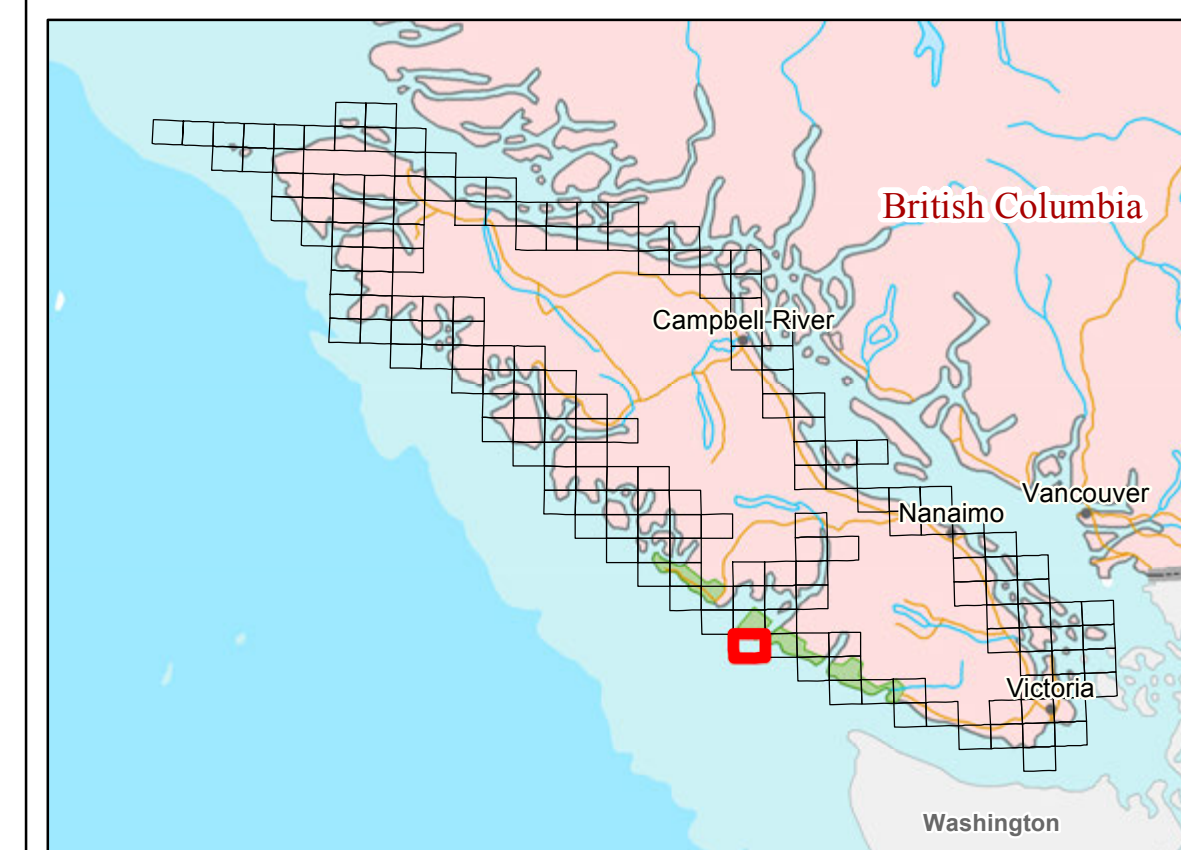 British Columbia
Campbell River
Vancouver
Nanaimo
Victoria
Washington